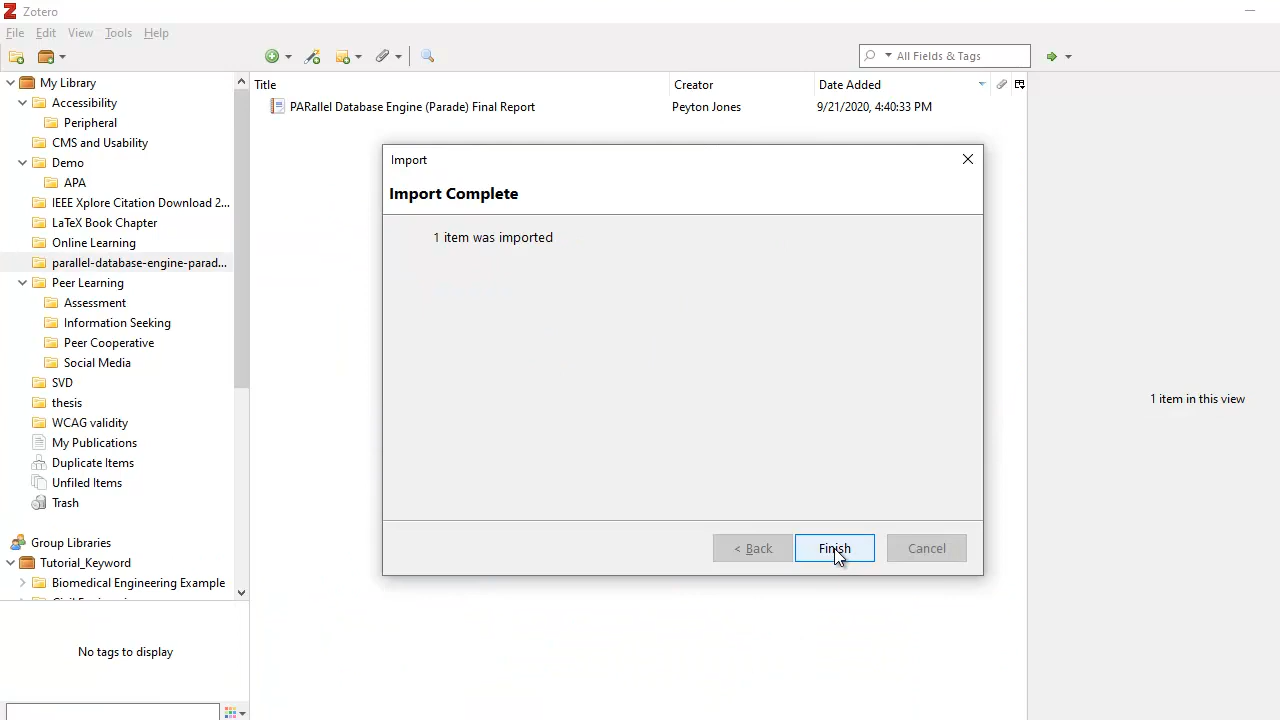 Zotero
File Edit View Tools Help
All Fields & Tags
My Library
Accessibility
Peripheral
CMS and Usability
Demo
APA
IEEE Xplore Citation Download 2...
LaTeX Book Chapter
Online Learning
parallel-database-engine-parad...
Peer Learning
Assessment
Information Seeking
Peer Cooperative
Social Media
SVD
thesis
WCAG validity
My Publications
Duplicate Items
Unfiled Items
Trash
Group Libraries
Tutorial_Keyword
Biomedical Engineering Example
No tags to display
Title Creator Date Added
PARallel Database Engine (Parade) Final Report Peyton Jones 9/21/2020, 4:40:33 PM
Import
Import Complete
1 item was imported
< Back Finish Cancel
1 item in this view